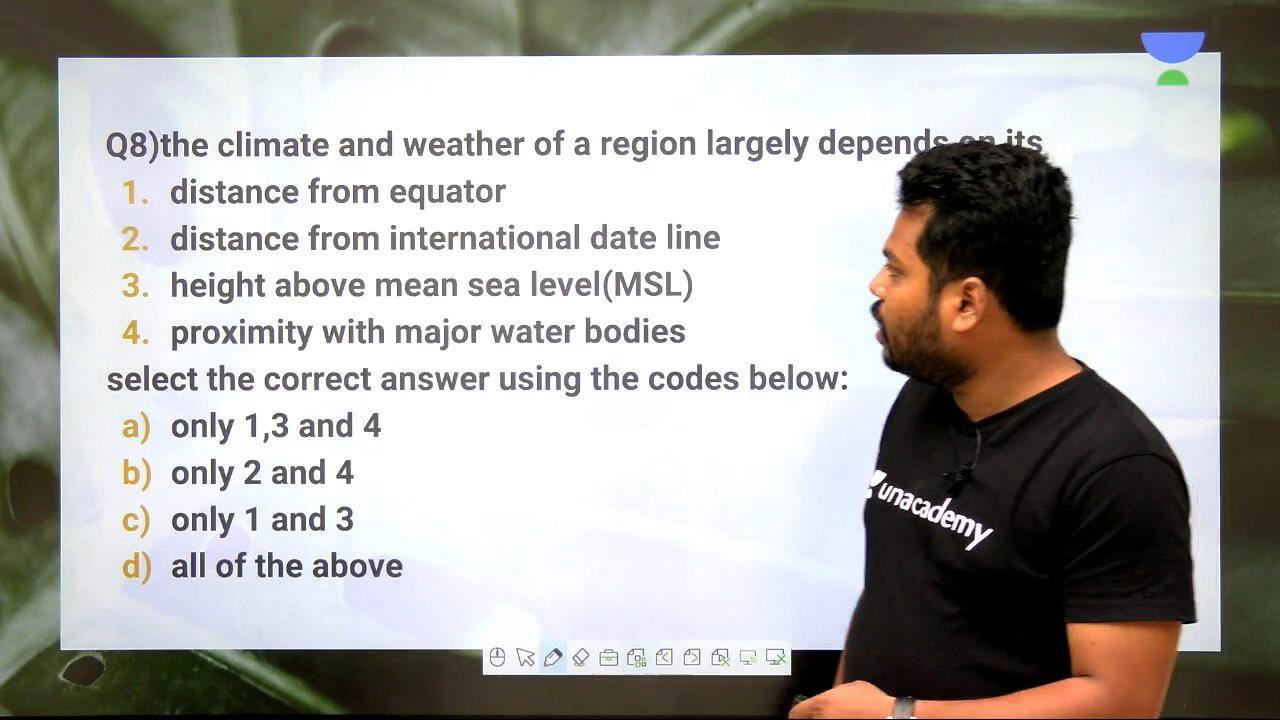 Q8)the climate and weather of a region largely depends on its
1. distance from equator
2. distance from international date line
3. height above mean sea level(MSL)
4. proximity with major water bodies
select the correct answer using the codes below:
a) only 1,3 and 4
b) only 2 and 4
c) only 1 and 3
d) all of the above
unacademy